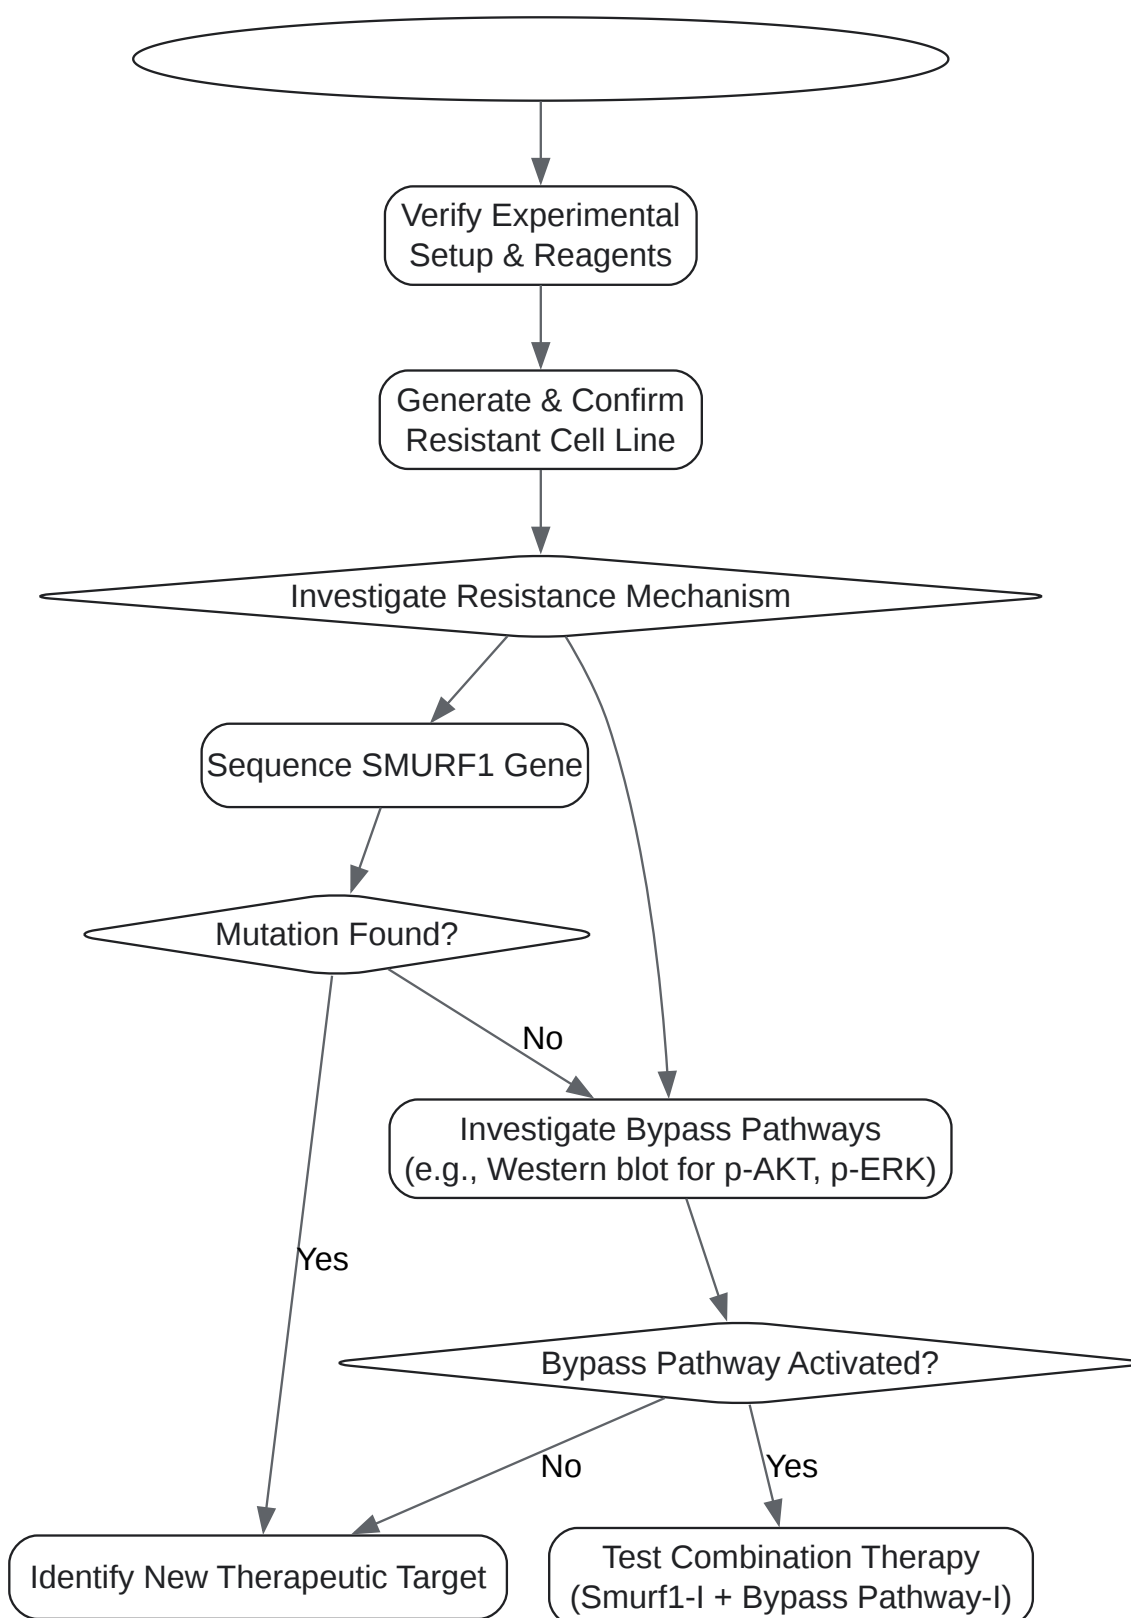 Verify Experimental
Setup & Reagents
Generate & Confirm
Resistant Cell Line
Investigate Resistance Mechanism
Sequence SMURF1 Gene
Mutation Found?
No
Investigate Bypass Pathways
(e.g., Western blot for p-AKT, p-ERK)
Yes
Bypass Pathway Activated?
No
Yes
Identify New Therapeutic Target
Test Combination Therapy
(Smurf1-I + Bypass Pathway-I)